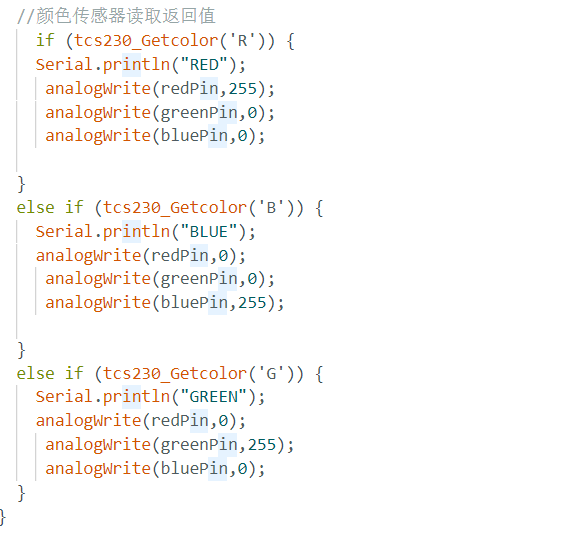 //颜色传感器读取返回值
if (tcs230_Getcolor('R')) {
Serial.println("RED");
analogWrite(redPin,255);
analogWrite(greenPin,0);
analogWrite(bluePin,0);
}
else if (tcs230_Getcolor('B')) {
Serial.println("BLUE");
analogWrite(redPin,0);
analogWrite(greenPin,0);
analogWrite(bluePin,255);
}
else if (tcs230_Getcolor('G')) {
Serial.println("GREEN");
analogWrite(redPin,0);
analogWrite(greenPin,255);
analogWrite(bluePin,0);
}
}